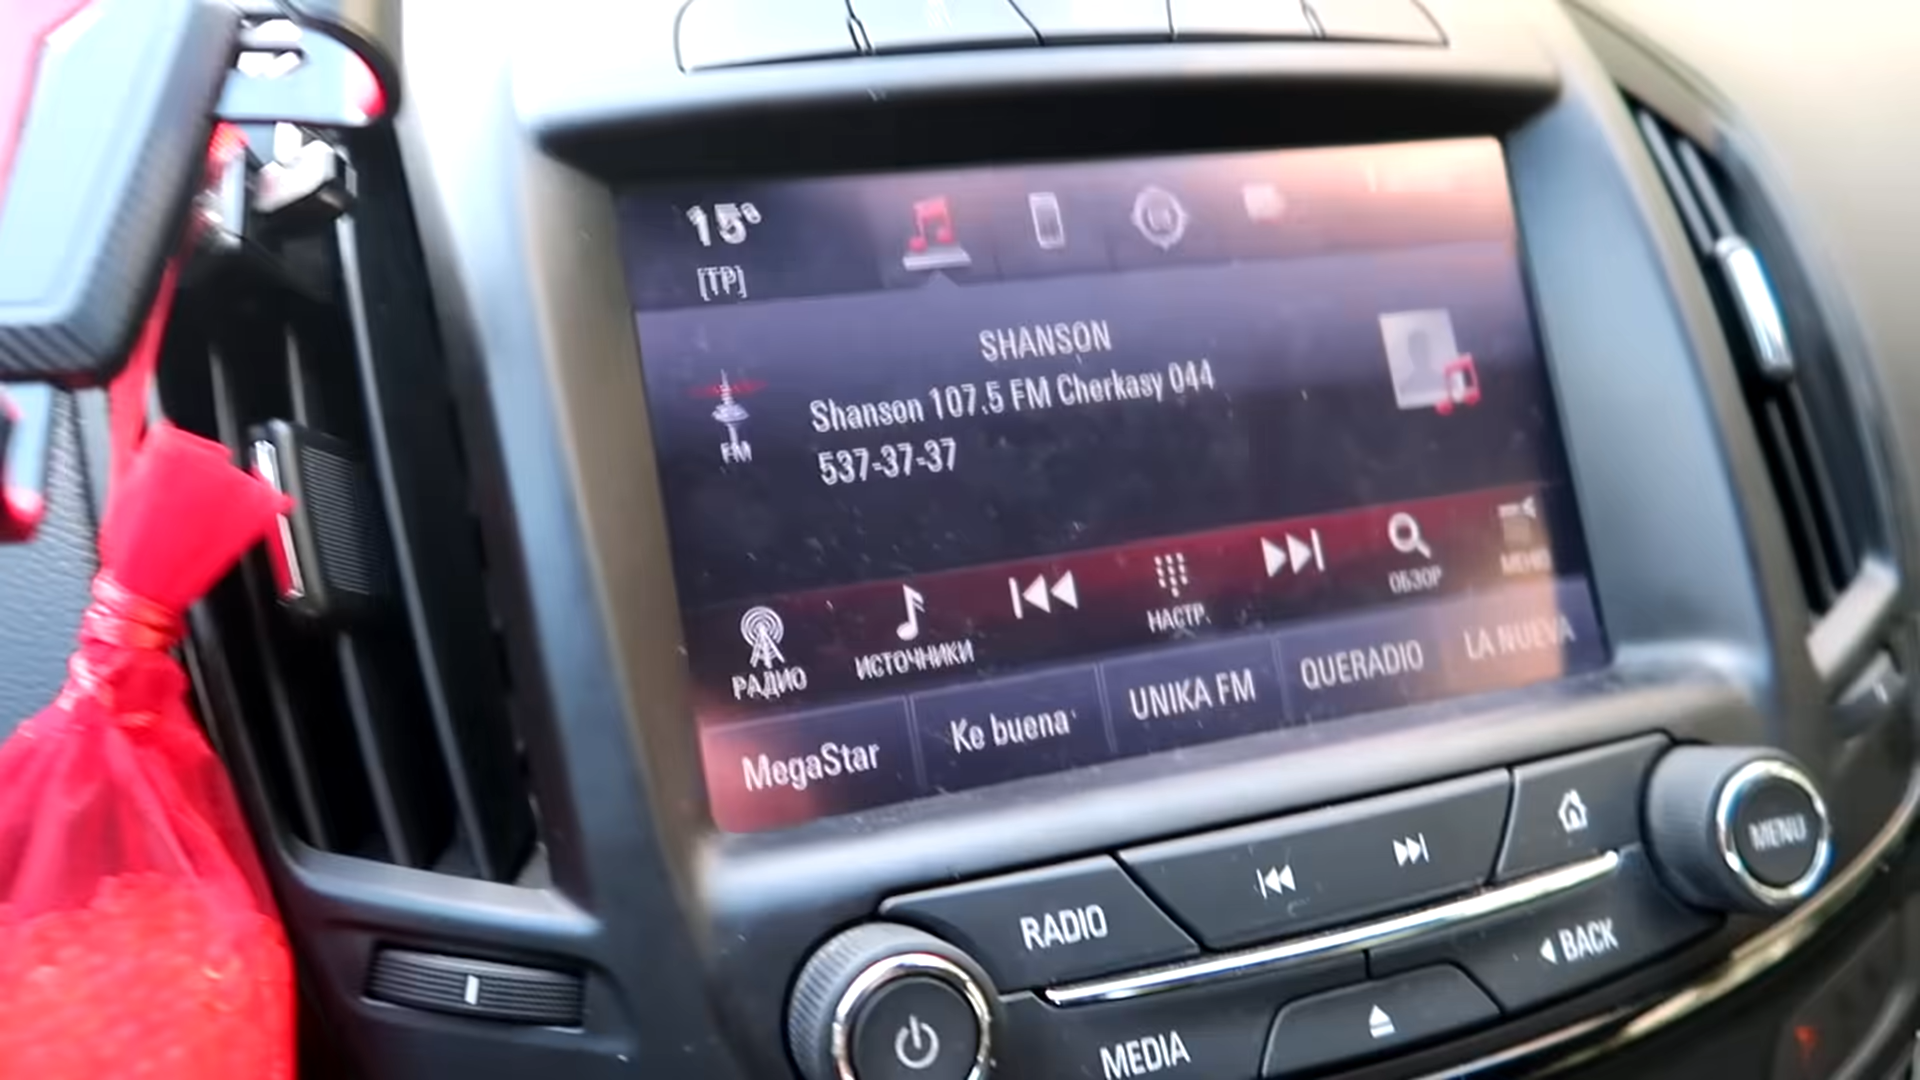 15°
[TP]
SHANSON
Shanson 107.5 FM Cherkasy 044
537-37-37
FM
РАДИО
ИСТОЧНИКИ
НАСТР.
ОБЗОР
МЕНЮ
MegaStar
Ke buena
UNIKA FM
QUERADIO
LA NUEVA
RADIO
MENU
BACK
MEDIA